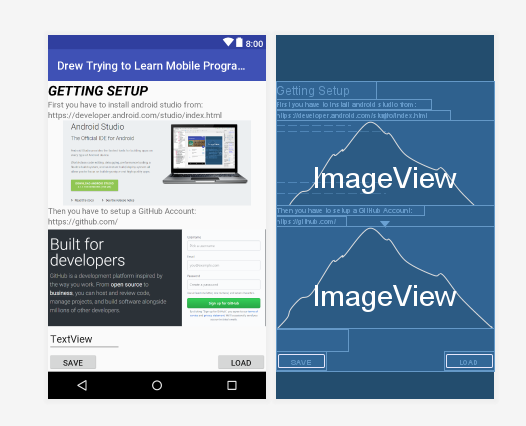 8:00
Drew Trying to Learn Mobile Progra...
GETTING SETUP
First you have to install android studio from:
https://developer.android.com/studio/index.html
Android Studio
The Official IDE for Android
Then you have to setup a GitHub Account:
https://github.com/
Built for
developers
GitHub is a development platform inspired by
the way you work. From open source to
business, you can host and review code,
manage projects, and build software alongside
millions of other developers.
Sign up for GitHub
TextView
SAVE
LOAD
Getting Setup
First you have to install android studio from:
https://developer.android.com/studio/index.html
ImageView
Then you have to setup a GitHub Account:
https://github.com/
ImageView
SAVE
LOAD